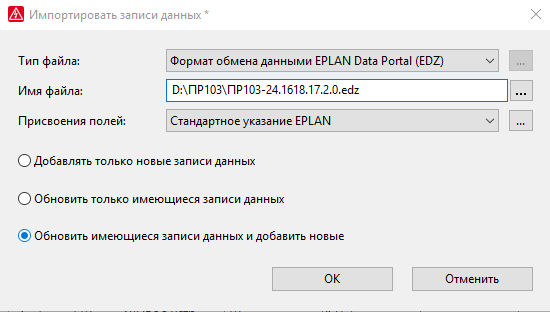 Импортировать записи данных *
Тип файла: Формат обмена данными EPLAN Data Portal (EDZ) ...
Имя файла: D:\ПР103\ПР103-24.1618.17.2.0.edz ...
Присвоения полей: Стандартное указание EPLAN ...
Добавлять только новые записи данных
Обновить только имеющиеся записи данных
Обновить имеющиеся записи данных и добавить новые
ОК Отменить